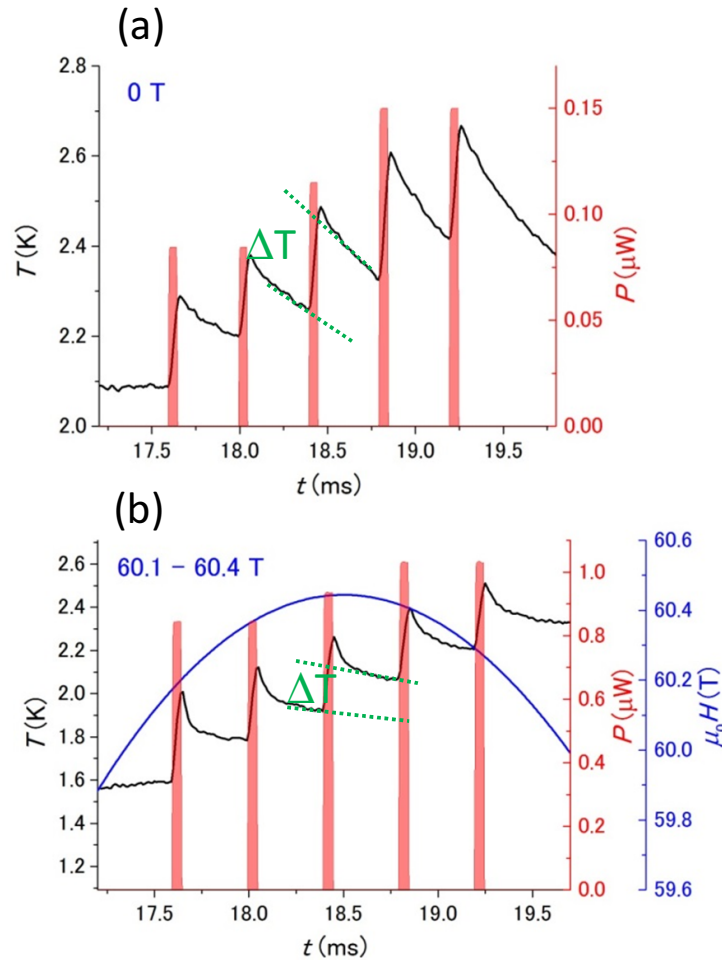 (a)
0 T
ΔT
2.8
2.6
2.4
2.2
2.0
T (K)
0.15
0.10
0.05
0.00
P (μW)
17.5 18.0 18.5 19.0 19.5
t (ms)
(b)
60.1 − 60.4 T
ΔT
2.6
2.4
2.2
2.0
1.8
1.6
1.4
1.2
T (K)
1.0
0.8
0.6
0.4
0.2
0.0
P (μW)
60.6
60.4
60.2
60.0
59.8
59.6
μ₀H (T)
17.5 18.0 18.5 19.0 19.5
t (ms)